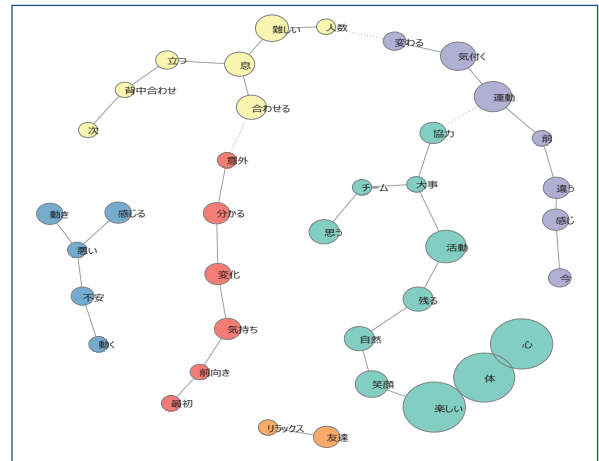 難しい
人数
変わる
気付く
立つ
息
背中合わせ
運動
合わせる
次
協力
前
意外
大事
チーム
違う
動き
感じる
分かる
感じ
思う
活動
悪い
変化
今
不安
残る
気持ち
自然
動く
心
前向き
体
笑顔
最初
楽しい
リラックス
友達